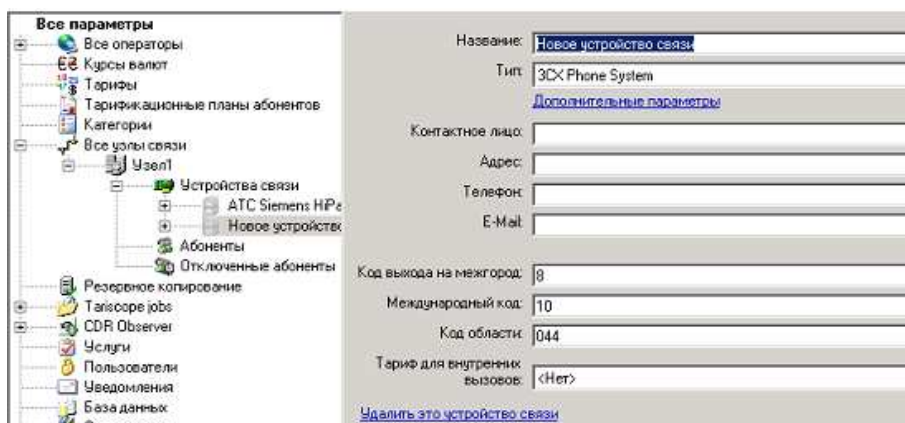 Все параметры
Все операторы
Курсы валют
Тарифы
Тарификационные планы абонентов
Категории
Все узлы связи
Узел1
Устройства связи
АТС Siemens HiPa
Новое устройство
Абоненты
Отключенные абоненты
Резервное копирование
Tariscope jobs
CDR Observer
Услуги
Пользователи
Уведомления
База данных
Название: Новое устройство связи
Тип: 3CX Phone System
Дополнительные параметры
Контактное лицо:
Адрес:
Телефон:
E-Mail:
Код выхода на межгород: 8
Международный код: 10
Код области: 044
Тариф для внутренних
вызовов: <Нет>
Удалить это устройство связи